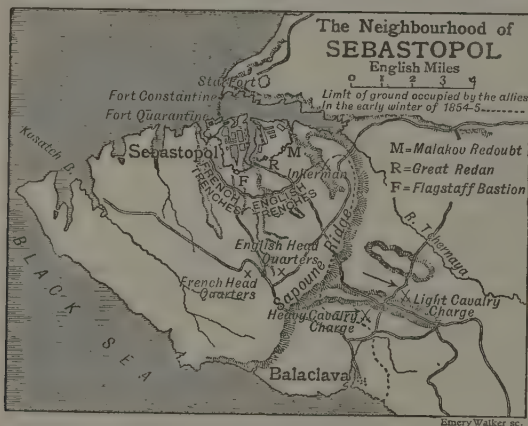 The Neighbourhood of
SEBASTOPOL
English Miles
0 1 2 3 4
Limit of ground occupied by the allies
in the early winter of 1854-5
M=Malakov Redoubt
R=Great Redan
F=Flagstaff Bastion
Star Fort
Fort Constantine
Fort Quarantine
Kasatch B.
Sebastopol
M
R
F
Inkerman
FRENCH
TRENCHES
ENGLISH
TRENCHES
R. Tchernaya
English Head
Quarters
French Head
Quarters
Sapoune Ridge
Heavy Cavalry
Charge
Light Cavalry
Charge
BLACK SEA
Balaclava
Emery Walker sc.